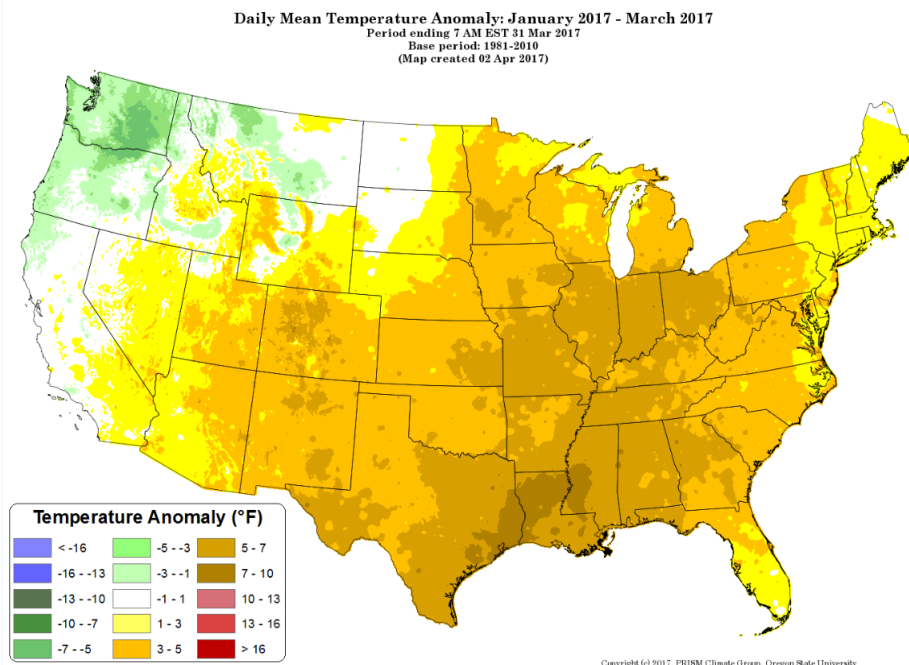 Daily Mean Temperature Anomaly: January 2017 - March 2017
Period ending 7 AM EST 31 Mar 2017
Base period: 1981-2010
(Map created 02 Apr 2017)
Temperature Anomaly (°F)
< -16 -5 - -3 5 - 7
-16 - -13 -3 - -1 7 - 10
-13 - -10 -1 - 1 10 - 13
-10 - -7 1 - 3 13 - 16
-7 - -5 3 - 5 > 16
Copyright (c) 2017, PRISM Climate Group, Oregon State University